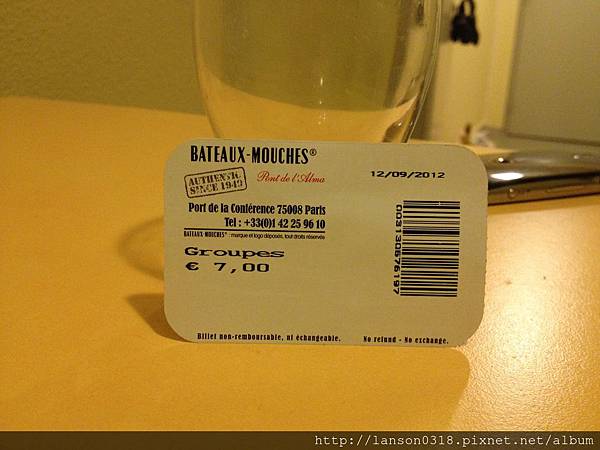 BATEAUX-MOUCHES®
AUTHENTIC
SINCE 1949
Pont de l'Alma
12/09/2012
Port de la Conférence 75008 Paris
Tel : +33(0)1 42 25 96 10
BATEAUX-MOUCHES® : marque et logo déposés, tout droits réservés
Groupes
€ 7,00
003130576197
Billet non-remboursable, ni échangeable.
No refund - No exchange.
http://lanson0318.pixnet.net/album